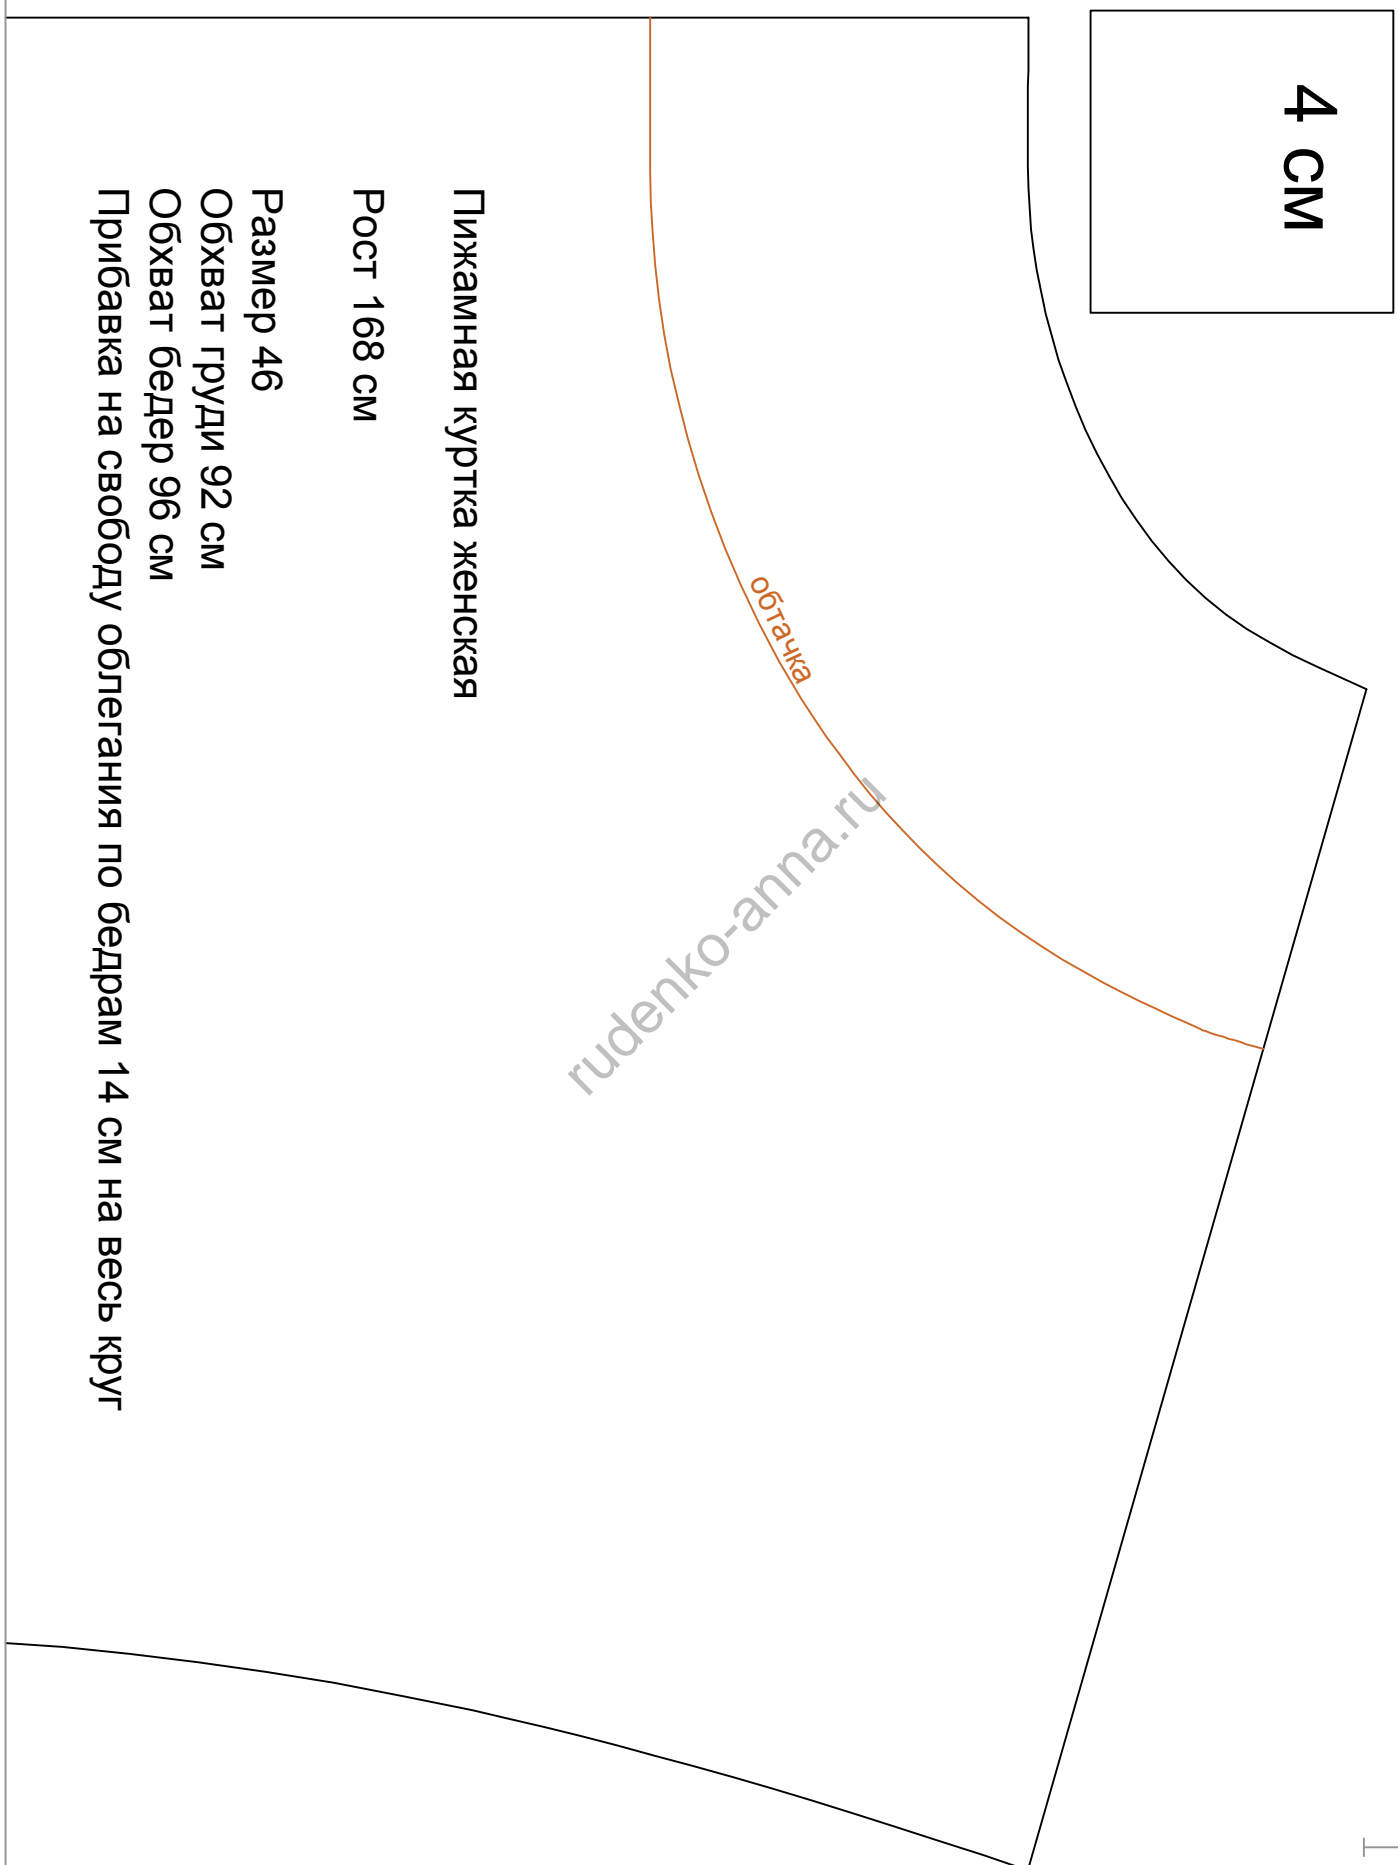 4 см
Пижамная куртка женская
Рост 168 см
Размер 46
Обхват груди 92 см
Обхват бедер 96 см
Прибавка на свободу облегания по бедрам 14 см на весь круг
обтачка
rudenko-anna.ru